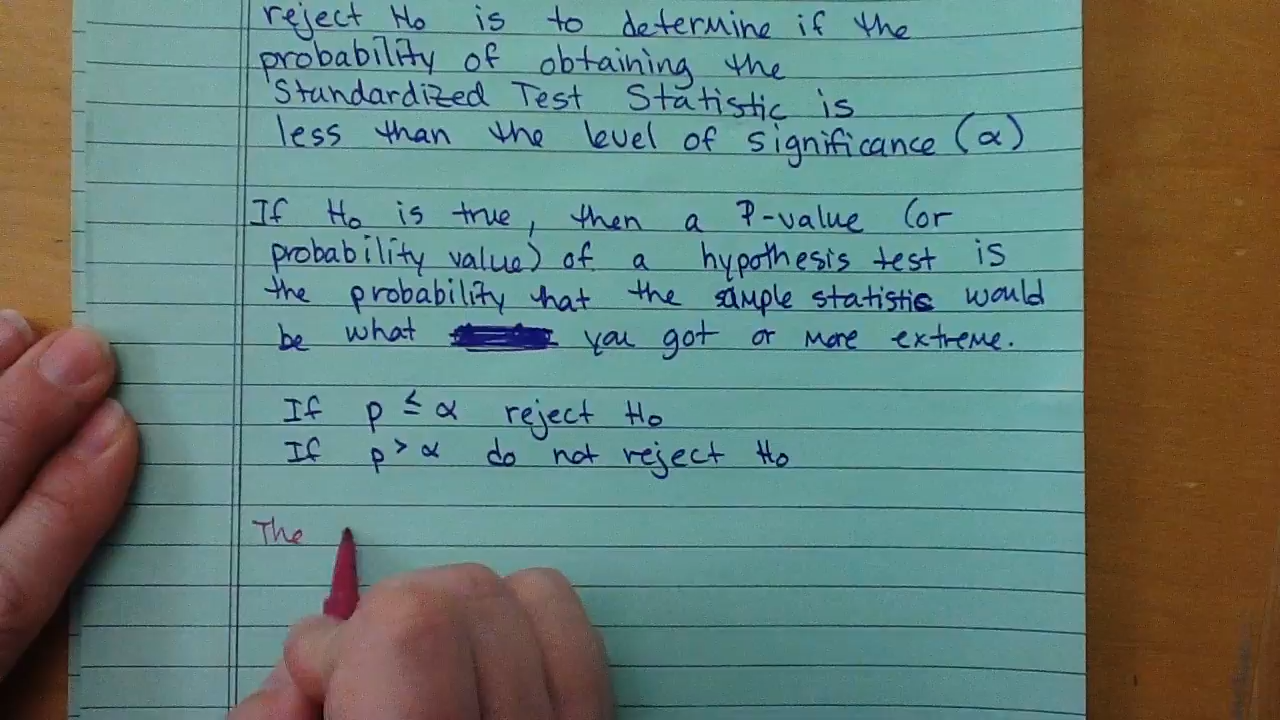 reject Ho is to determine if the
probability of obtaining the
Standardized Test Statistic is
less than the level of significance (α)
If Ho is true, then a P-value (or
probability value) of a hypothesis test is
the probability that the sample statistic would
be what you got or more extreme.
If p ≤ α reject Ho
If p > α do not reject Ho
The